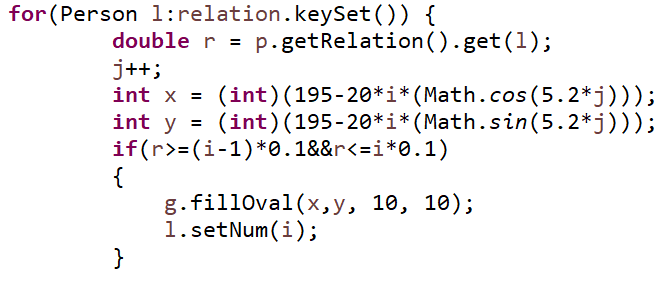 for(Person l:relation.keySet()) {
double r = p.getRelation().get(l);
j++;
int x = (int)(195-20*i*(Math.cos(5.2*j)));
int y = (int)(195-20*i*(Math.sin(5.2*j)));
if(r>=(i-1)*0.1&&r<=i*0.1)
{
g.fillOval(x,y, 10, 10);
l.setNum(i);
}